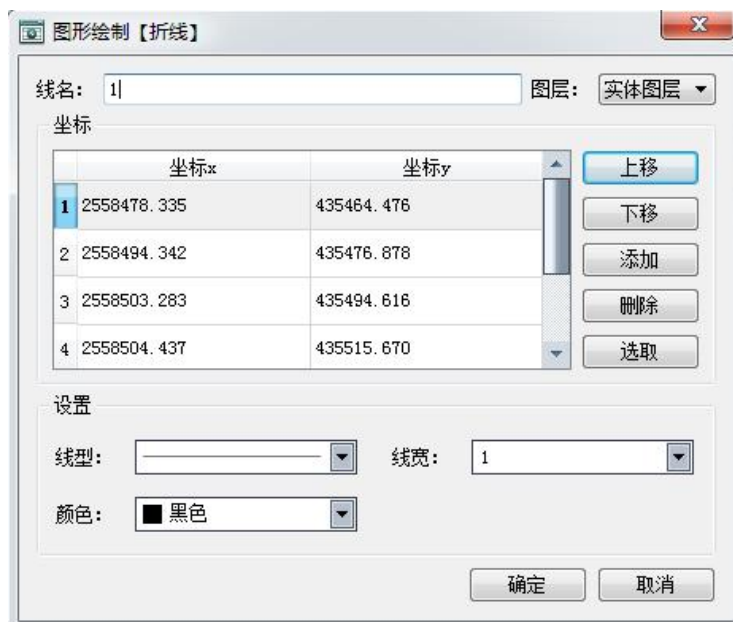 图形绘制【折线】
线名： 1 图层： 实体图层
坐标
坐标x 坐标y 上移
1 2558478.335 435464.476
下移
2 2558494.342 435476.878 添加
3 2558503.283 435494.616 删除
4 2558504.437 435515.670 选取
设置
线型： 线宽： 1
颜色： 黑色
确定 取消